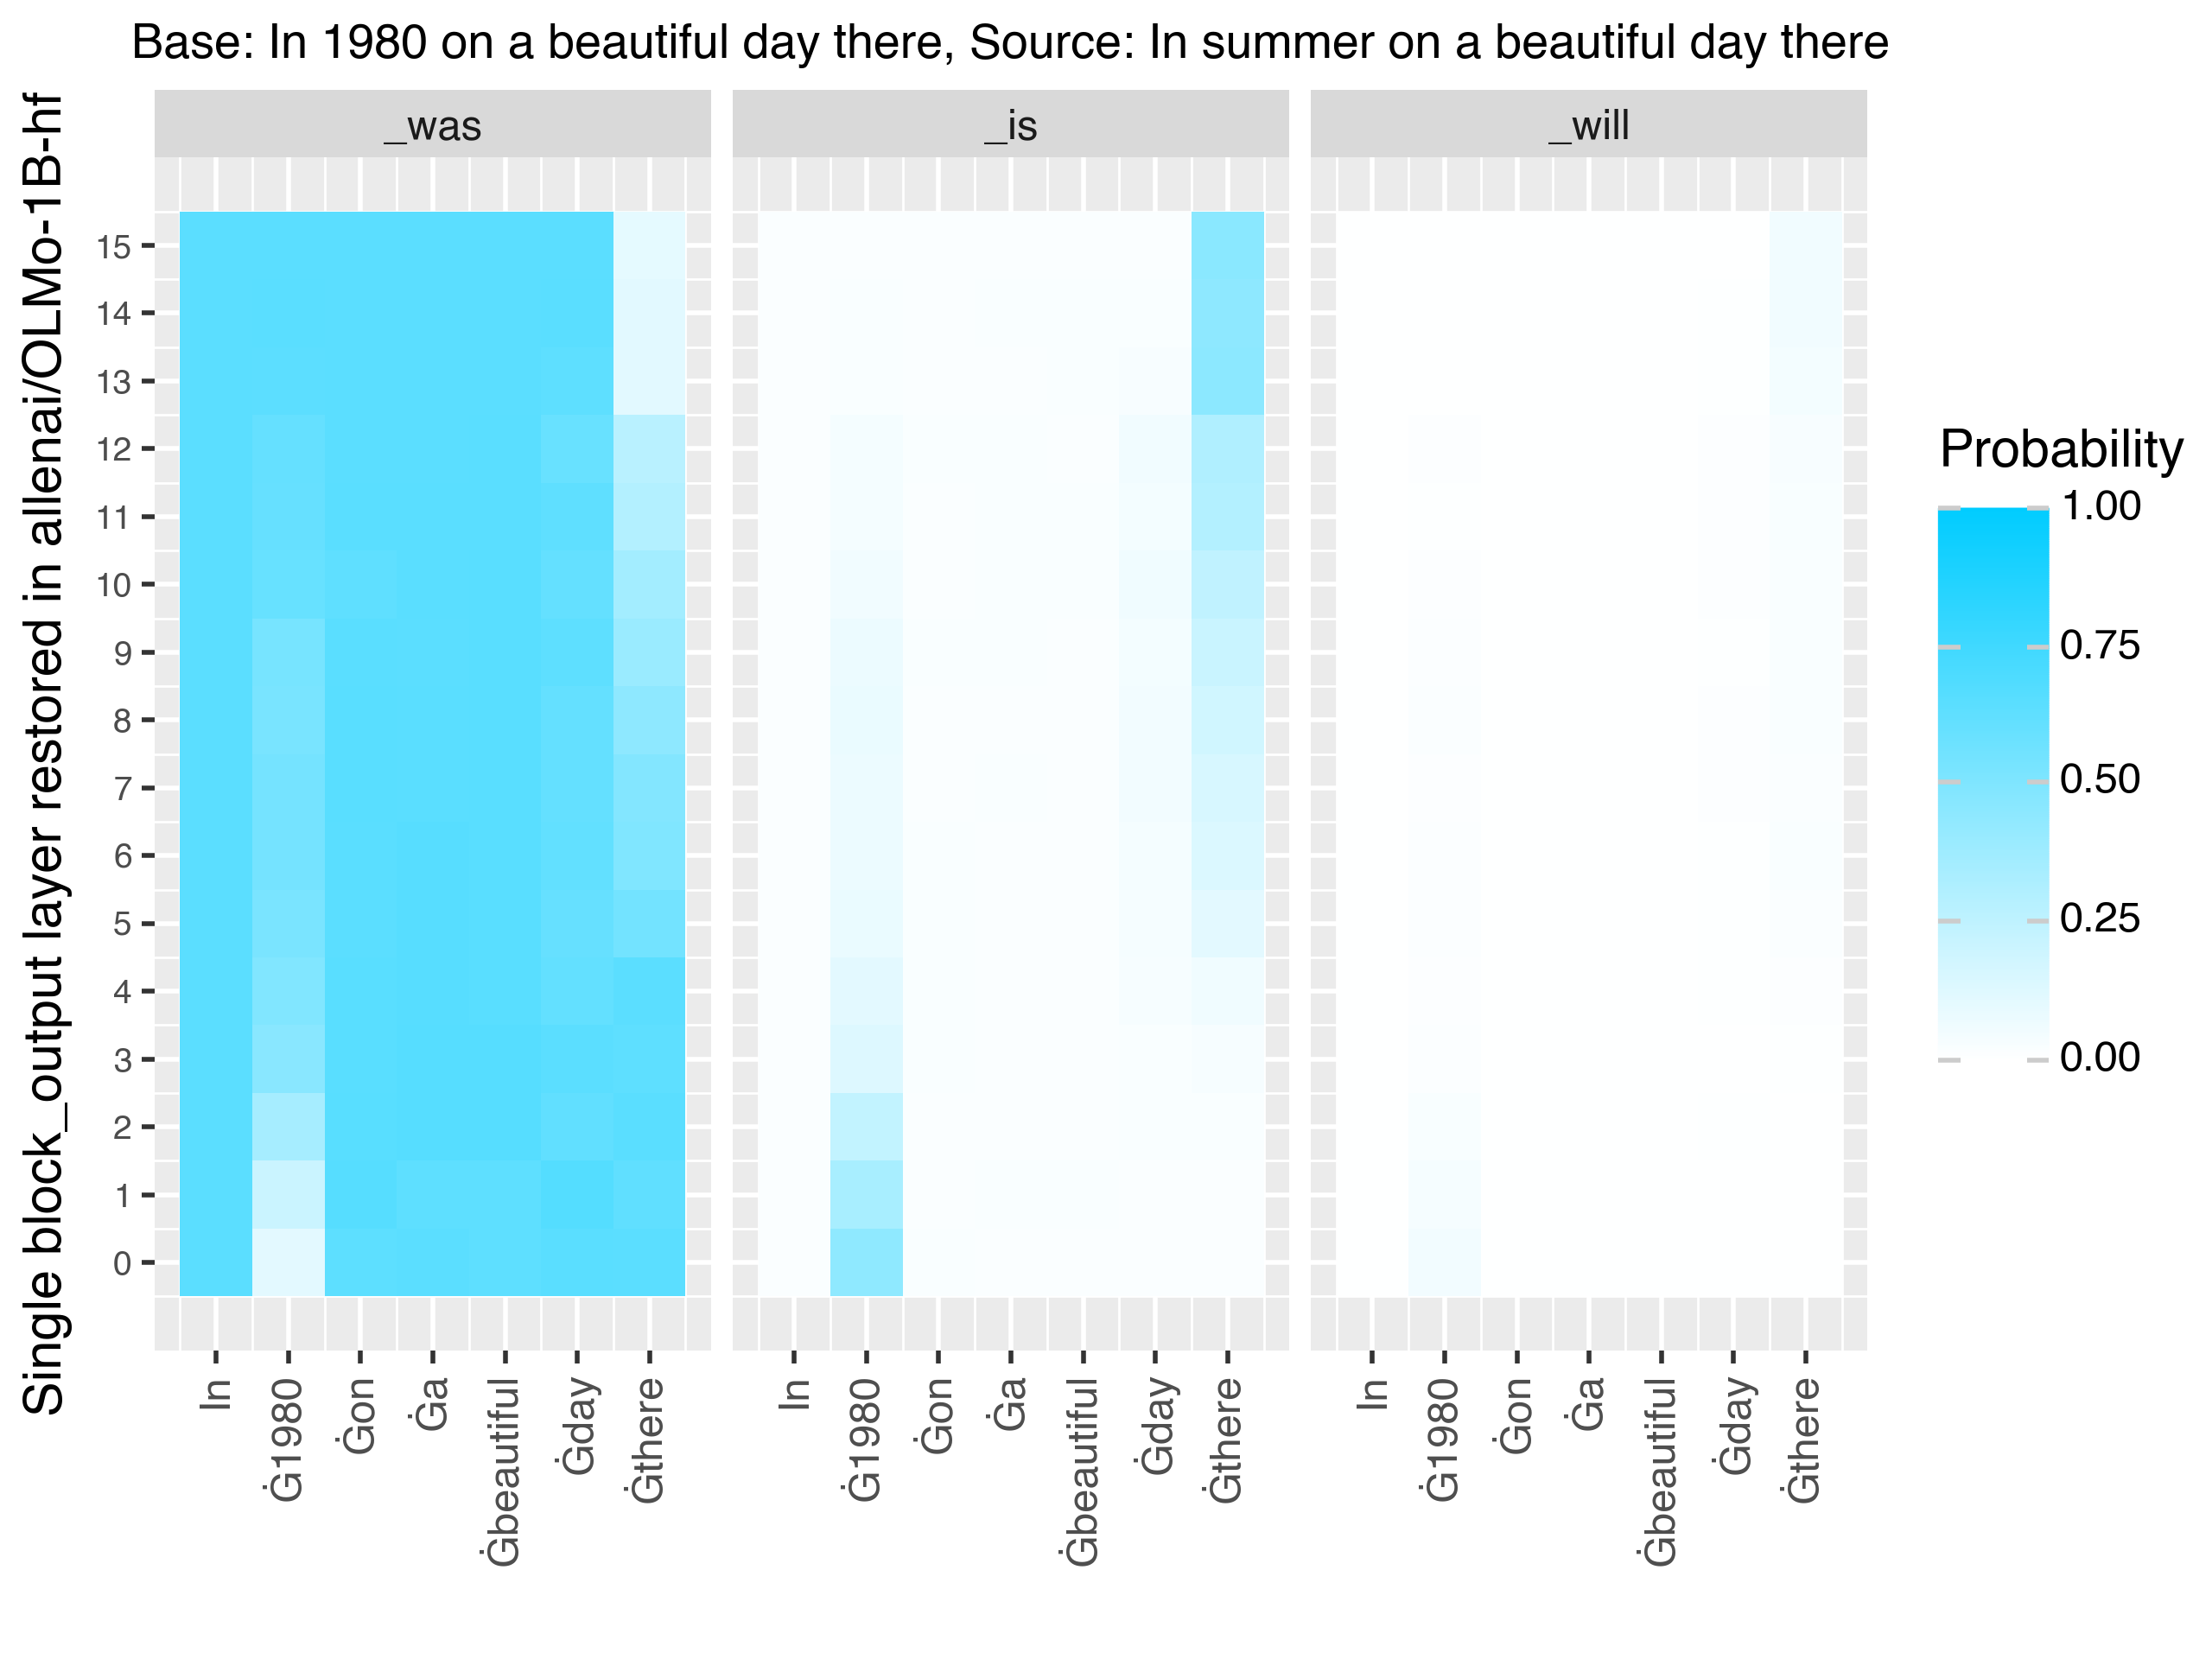 Base: In 1980 on a beautiful day there, Source: In summer on a beautiful day there
Single block_output layer restored in allenai/OLMo-1B-hf
_was
_is
_will
15
14
13
12
11
10
9
8
7
6
5
4
3
2
1
0
In
Ġ1980
Ġon
Ġa
Ġbeautiful
Ġday
Ġthere
In
Ġ1980
Ġon
Ġa
Ġbeautiful
Ġday
Ġthere
In
Ġ1980
Ġon
Ġa
Ġbeautiful
Ġday
Ġthere
Probability
1.00
0.75
0.50
0.25
0.00